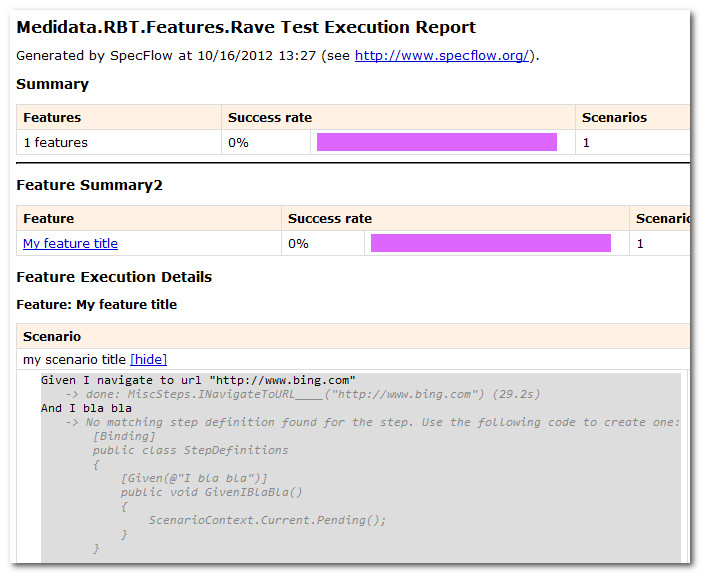 Medidata.RBT.Features.Rave Test Execution Report
Generated by SpecFlow at 10/16/2012 13:27 (see http://www.specflow.org/).
Summary
Features Success rate Scenarios
1 features 0% 1
Feature Summary2
Feature Success rate Scenario
My feature title 0% 1
Feature Execution Details
Feature: My feature title
Scenario
my scenario title [hide]
Given I navigate to url "http://www.bing.com"
-> done: MiscSteps.INavigateToURL____("http://www.bing.com") (29.2s)
And I bla bla
-> No matching step definition found for the step. Use the following code to create one:
[Binding]
public class StepDefinitions
{
[Given(@"I bla bla")]
public void GivenIBlaBla()
{
ScenarioContext.Current.Pending();
}
}